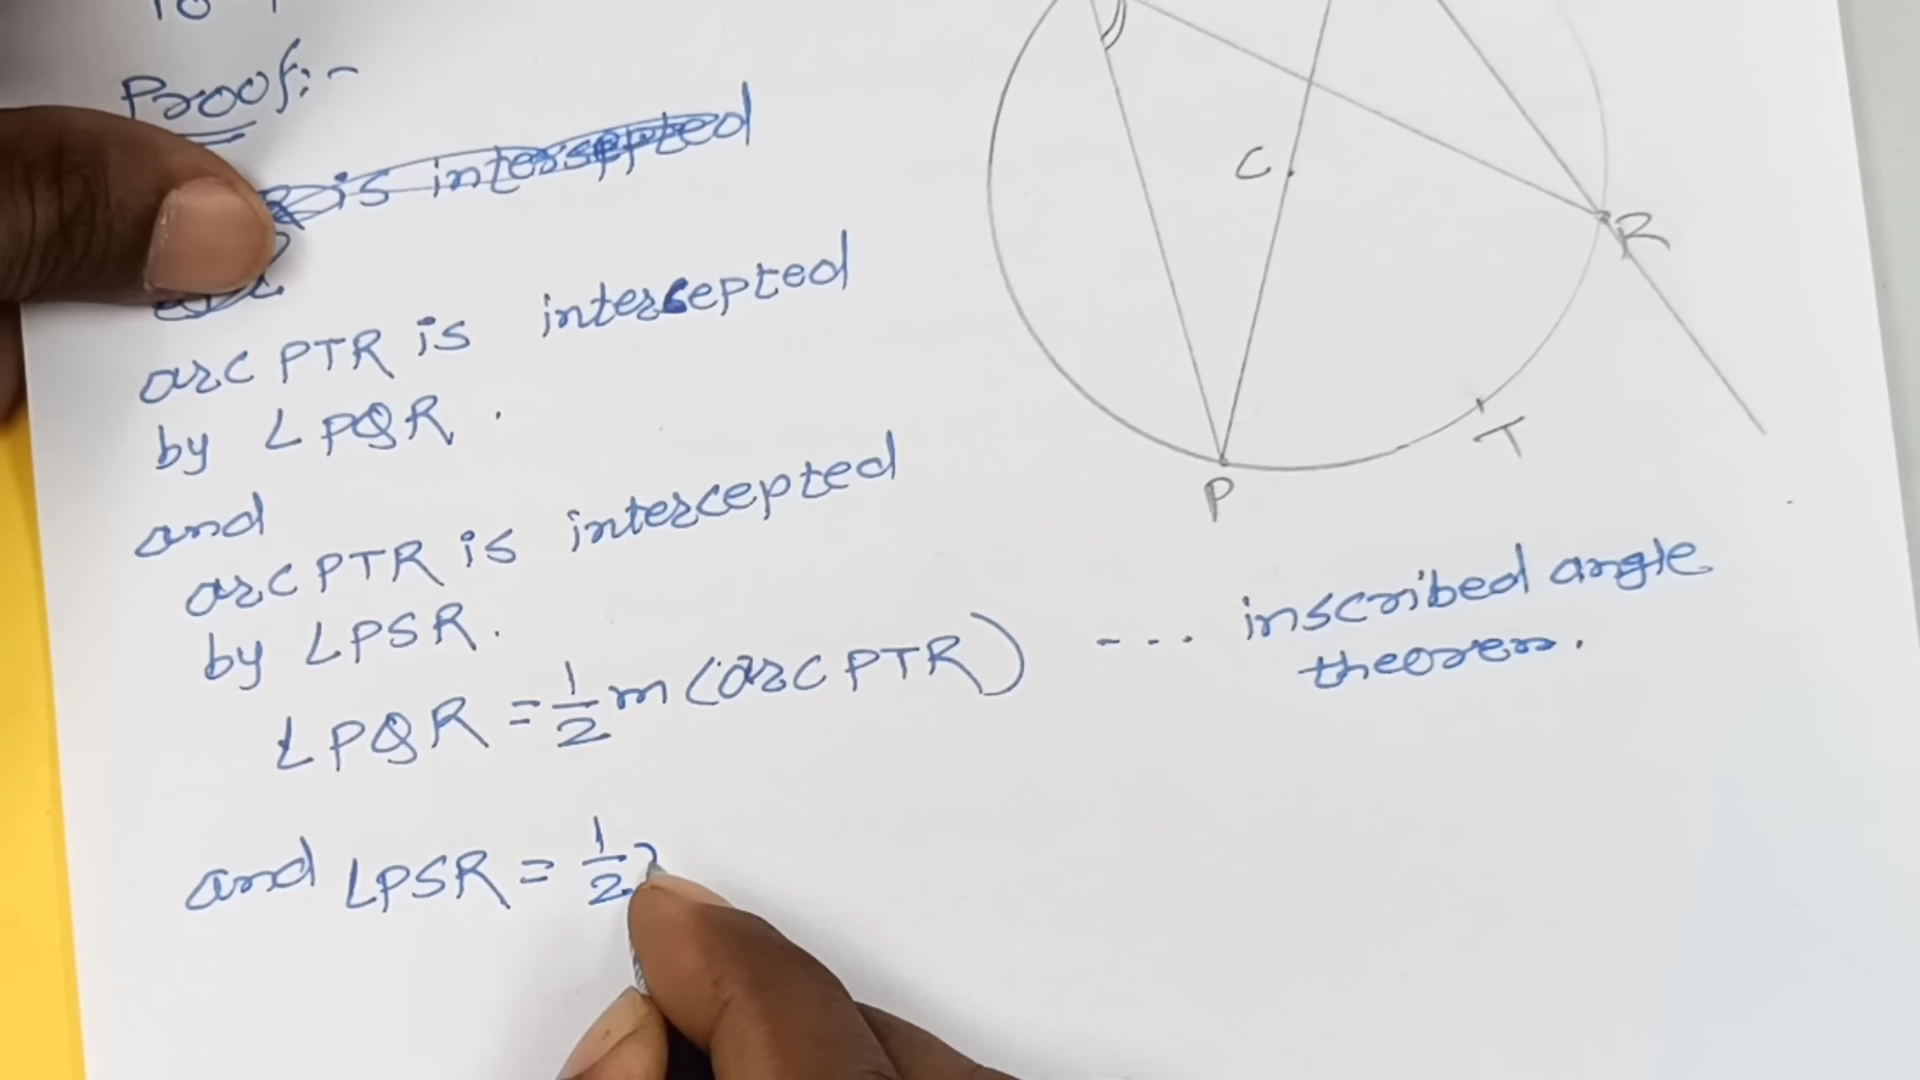 Proof:-
is intersepted
arc PTR is intercepted
by ∠PQR.
and
arc PTR is intercepted
by ∠PSR.
∠PQR = 1/2 m (arc PTR) --- inscribed angle
theorem.
and ∠PSR = 1/2
C
R
T
P